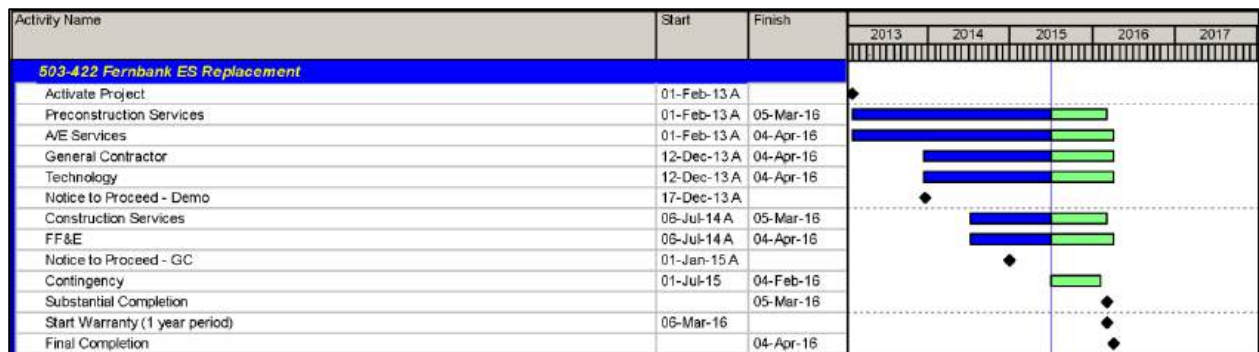 Activity Name Start Finish
2013 2014 2015 2016 2017
503-422 Fernbank ES Replacement
Activate Project 01-Feb-13 A
Preconstruction Services 01-Feb-13 A 05-Mar-16
A/E Services 01-Feb-13 A 04-Apr-16
General Contractor 12-Dec-13 A 04-Apr-16
Technology 12-Dec-13 A 04-Apr-16
Notice to Proceed - Demo 17-Dec-13 A
Construction Services 06-Jul-14 A 05-Mar-16
FF&E 06-Jul-14 A 04-Apr-16
Notice to Proceed - GC 01-Jan-15 A
Contingency 01-Jul-15 04-Feb-16
Substantial Completion 05-Mar-16
Start Warranty (1 year period) 06-Mar-16
Final Completion 04-Apr-16